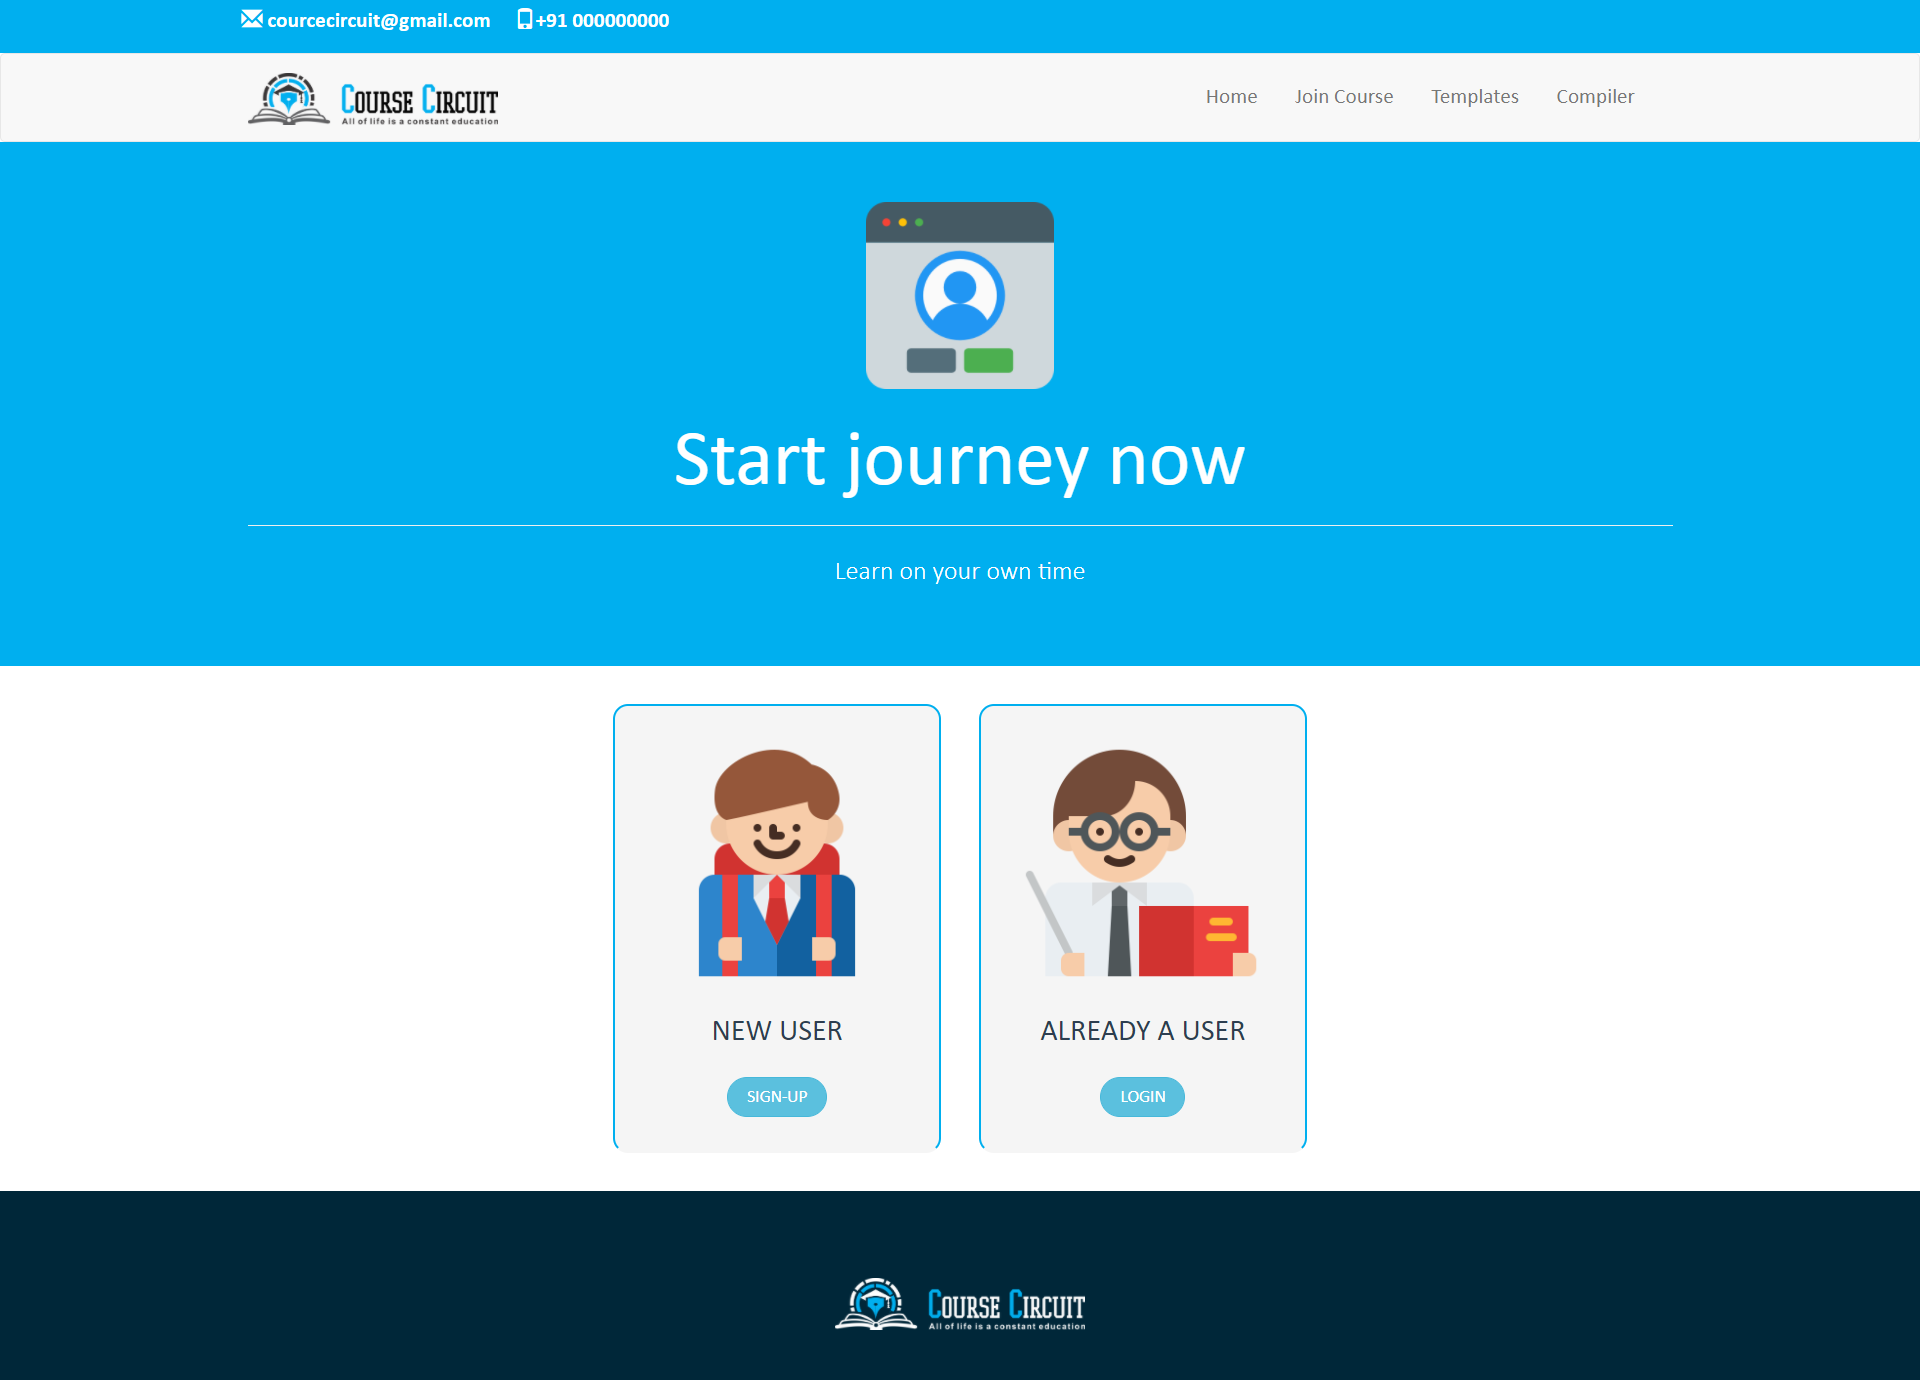 courcecircuit@gmail.com +91 000000000
COURSE CIRCUIT
All of life is a constant education
Home Join Course Templates Compiler
Start journey now
Learn on your own time
NEW USER
SIGN-UP
ALREADY A USER
LOGIN
COURSE CIRCUIT
All of life is a constant education